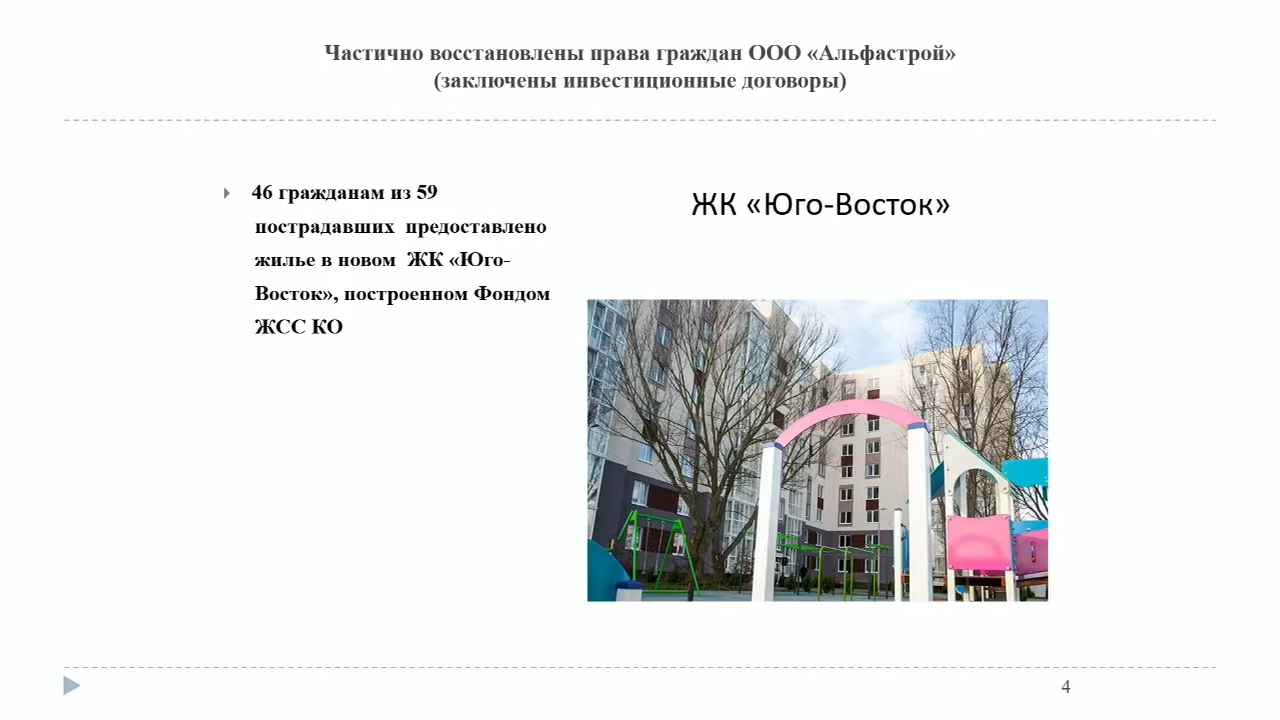 Частично восстановлены права граждан ООО «Альфастрой»
(заключены инвестиционные договоры)
46 гражданам из 59
пострадавших предоставлено
жилье в новом ЖК «Юго-
Восток», построенном Фондом
ЖСС КО
ЖК «Юго-Восток»
4